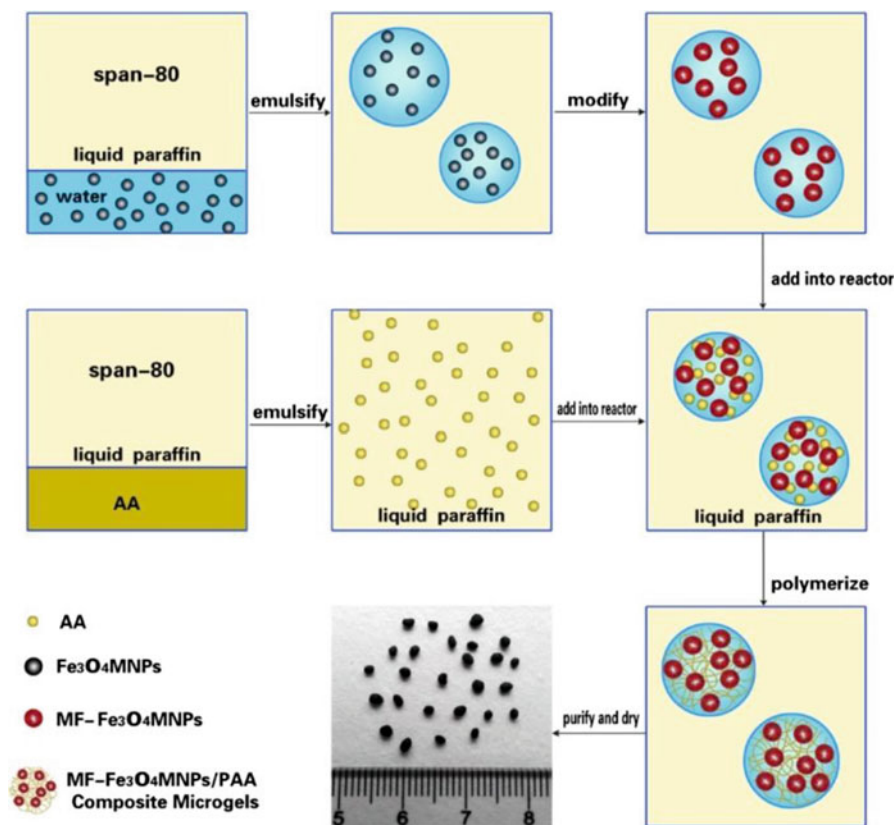 span-80
liquid paraffin
water
emulsify
modify
add into reactor
span-80
liquid paraffin
AA
emulsify
liquid paraffin
add into reactor
liquid paraffin
polymerize
AA
Fe₃O₄MNPs
MF-Fe₃O₄MNPs
MF-Fe₃O₄MNPs/PAA
Composite Microgels
purify and dry
5 6 7 8